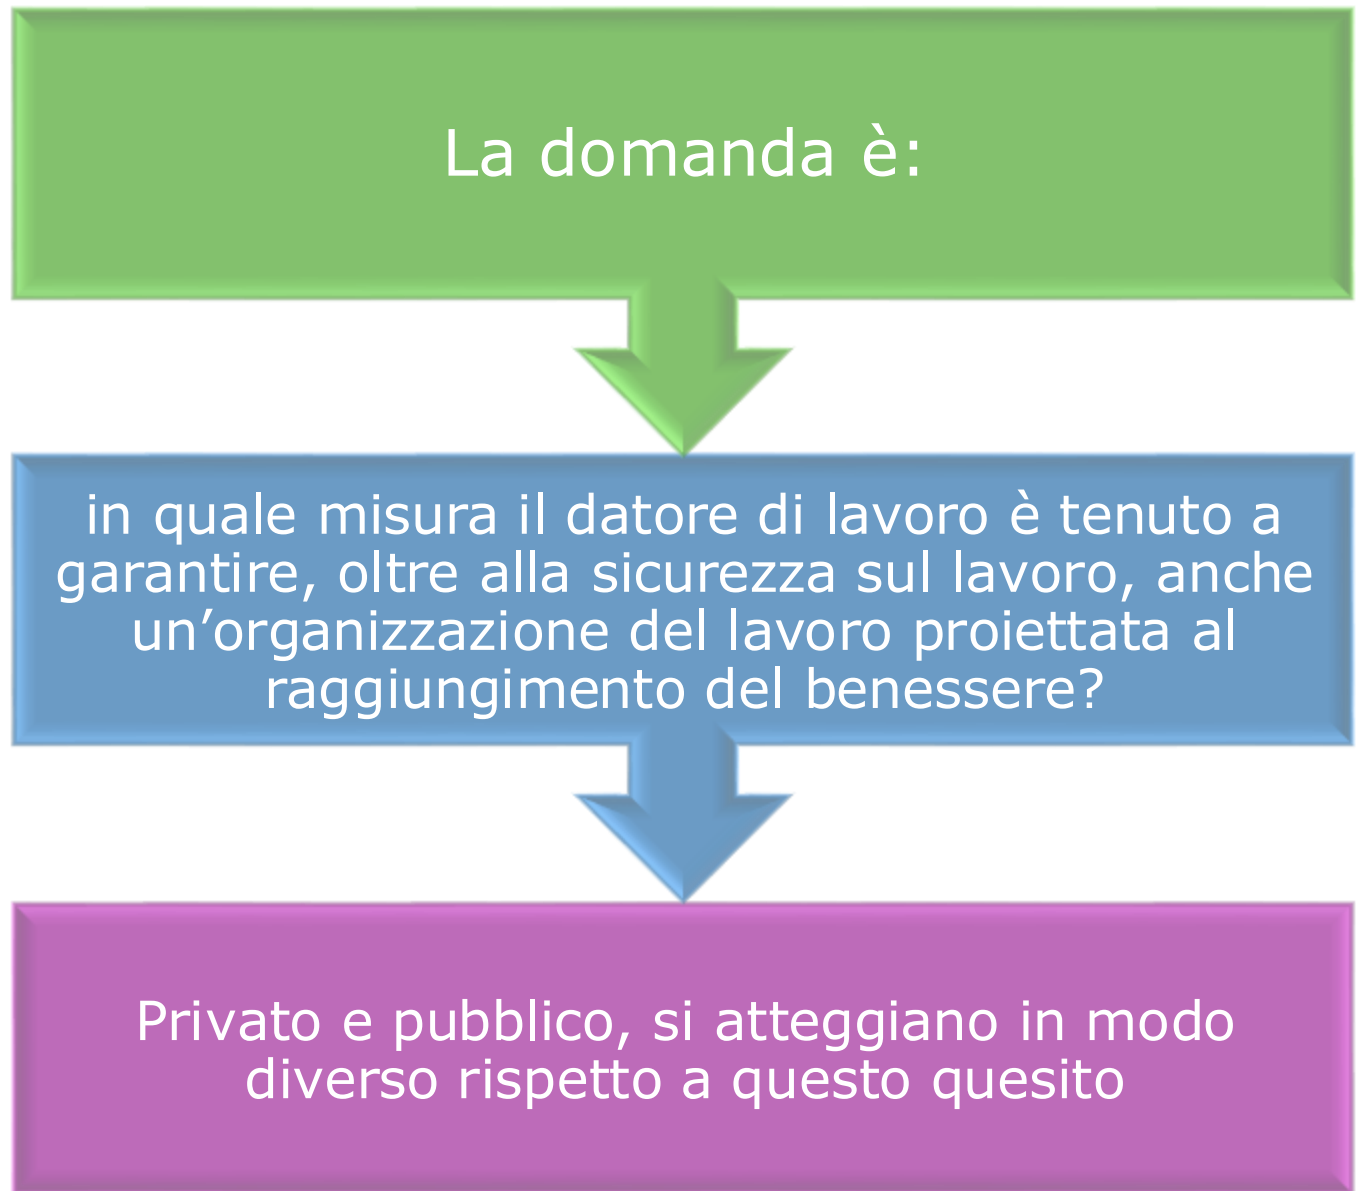 La domanda è:
in quale misura il datore di lavoro è tenuto a
garantire, oltre alla sicurezza sul lavoro, anche
un’organizzazione del lavoro proiettata al
raggiungimento del benessere?
Privato e pubblico, si atteggiano in modo
diverso rispetto a questo quesito